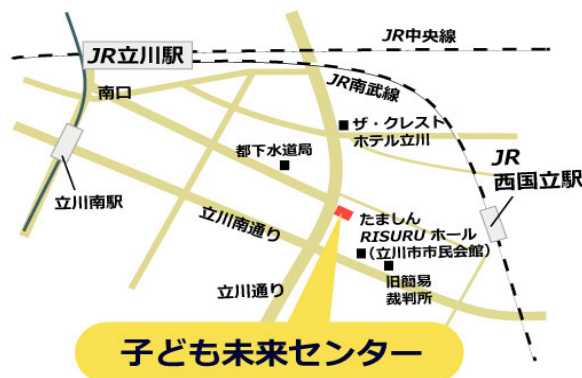 JR中央線
JR立川駅
JR南武線
南口
ザ・クレスト
ホテル立川
都下水道局
JR
西国立駅
立川南駅
立川南通り
たましん
RISURU ホール
(立川市市民会館)
旧簡易
裁判所
立川通り
子ども未来センター